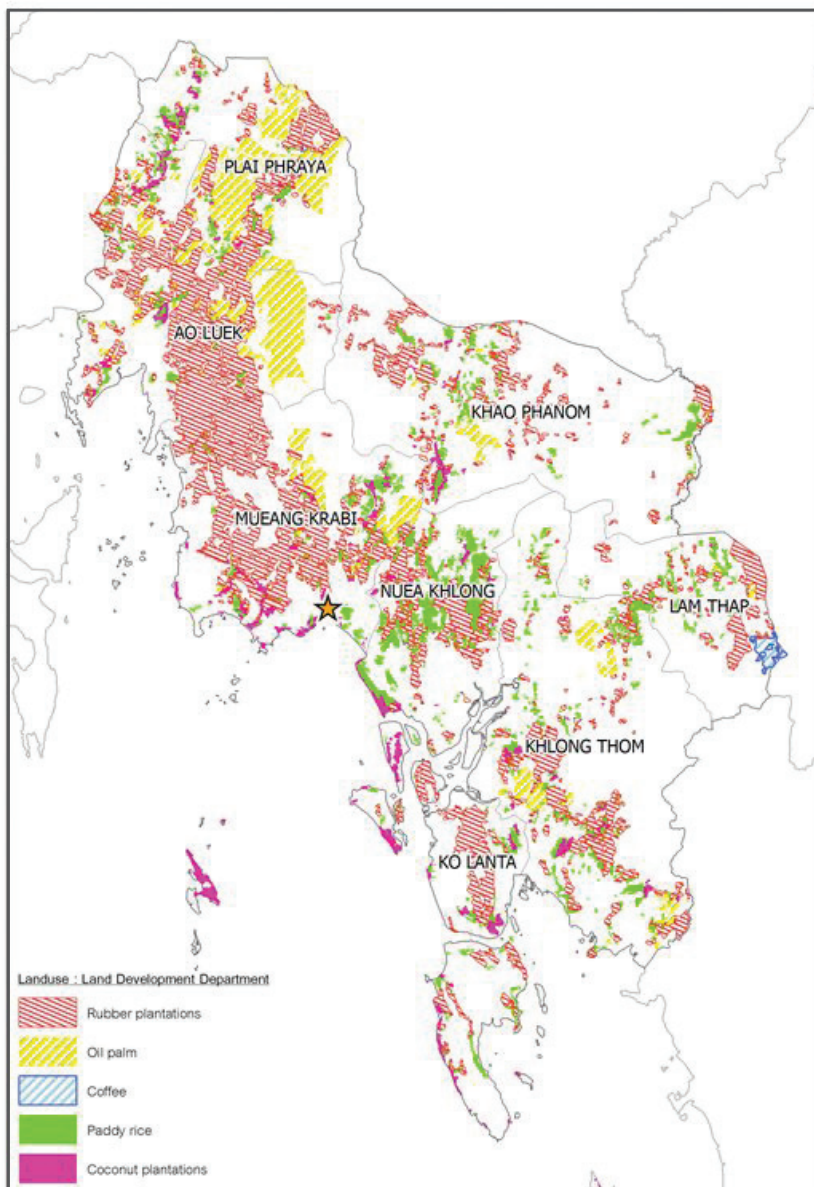 PLAI PHRAYA
AO LUEK
KHAO PHANOM
MUEANG KRABI
NUEA KHLONG
LAM THAP
KHLONG THOM
KO LANTA
Landuse : Land Development Department
Rubber plantations
Oil palm
Coffee
Paddy rice
Coconut plantations